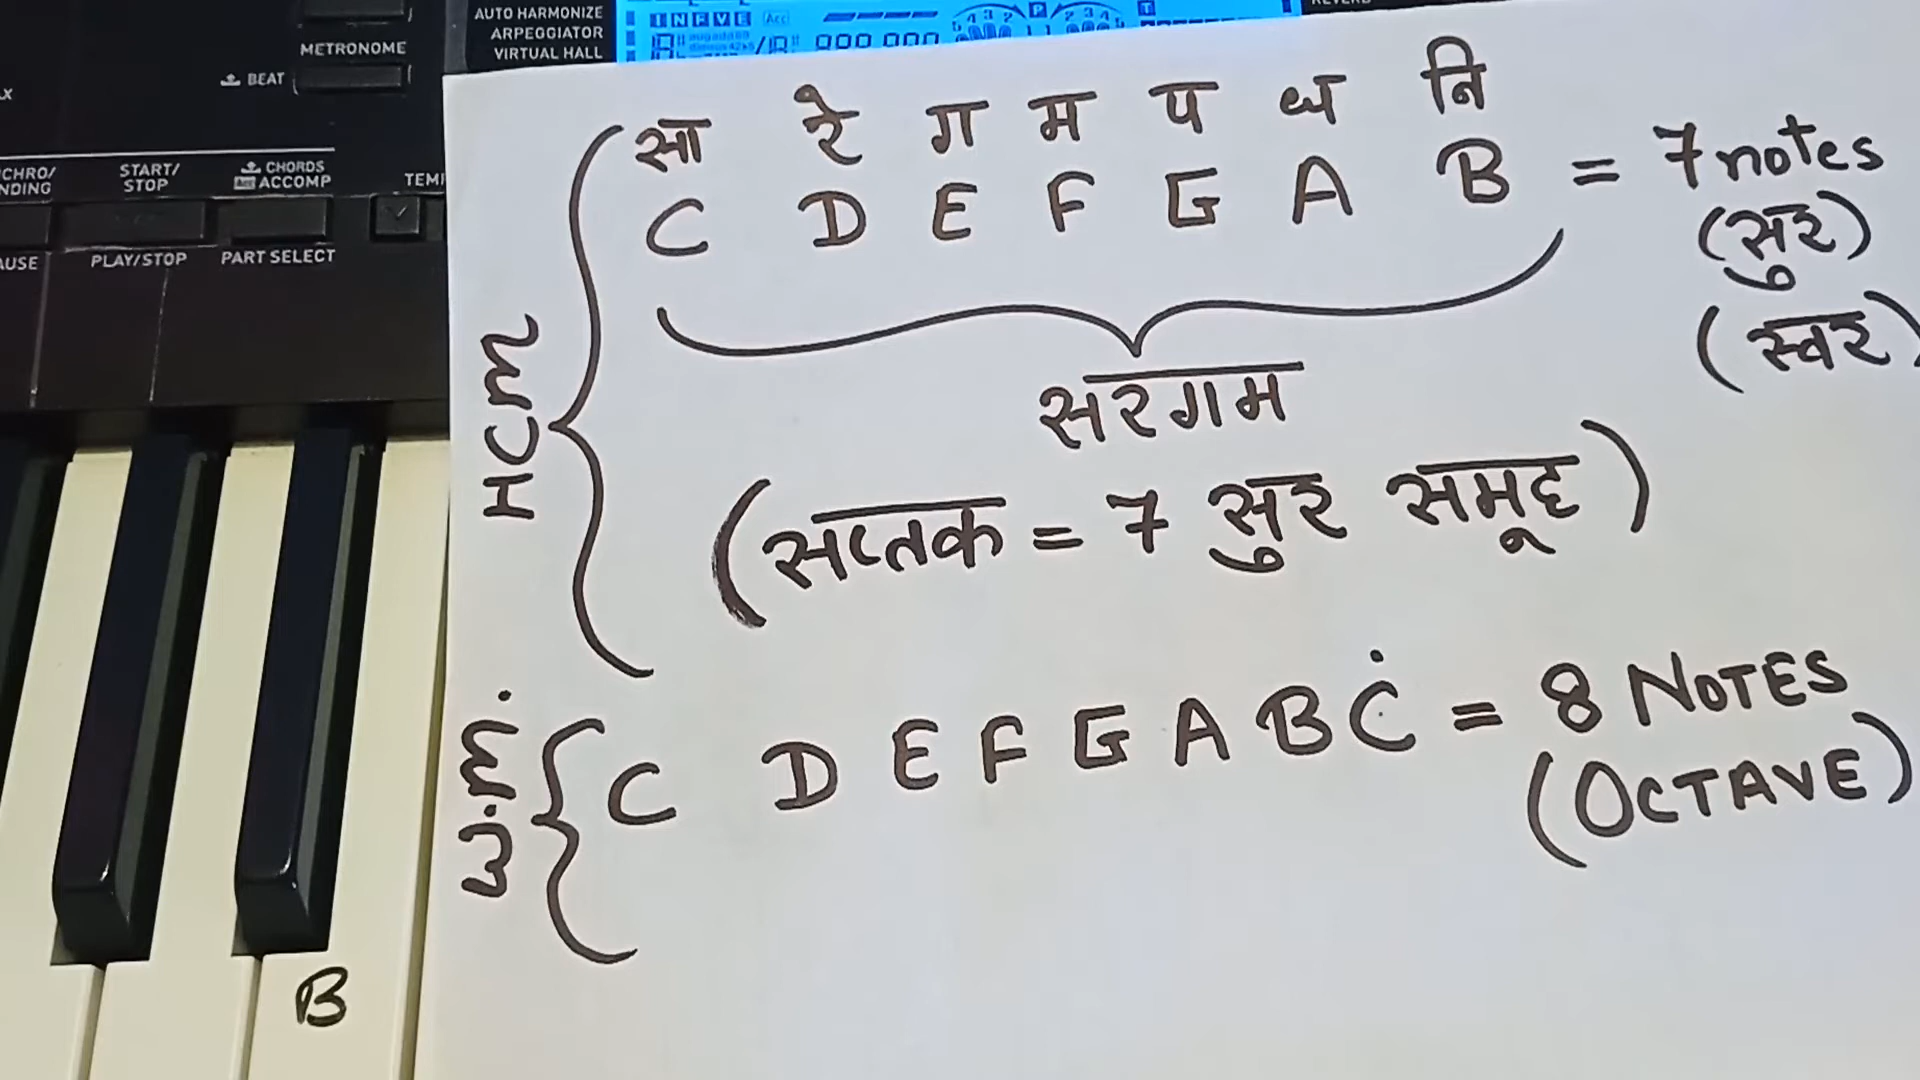 AUTO HARMONIZE
ARPEGGIATOR
VIRTUAL HALL
METRONOME
BEAT
START/
STOP
CHORDS
ACCOMP
PLAY/STOP
PART SELECT
सा रे ग म प ध नि
C D E F G A B = 7 notes
(सुर)
(स्वर)
सरगम
(सप्तक = 7 सुर समूह)
HCM
W.M.
C D E F G A B Ċ = 8 NOTES
(OCTAVE)
B